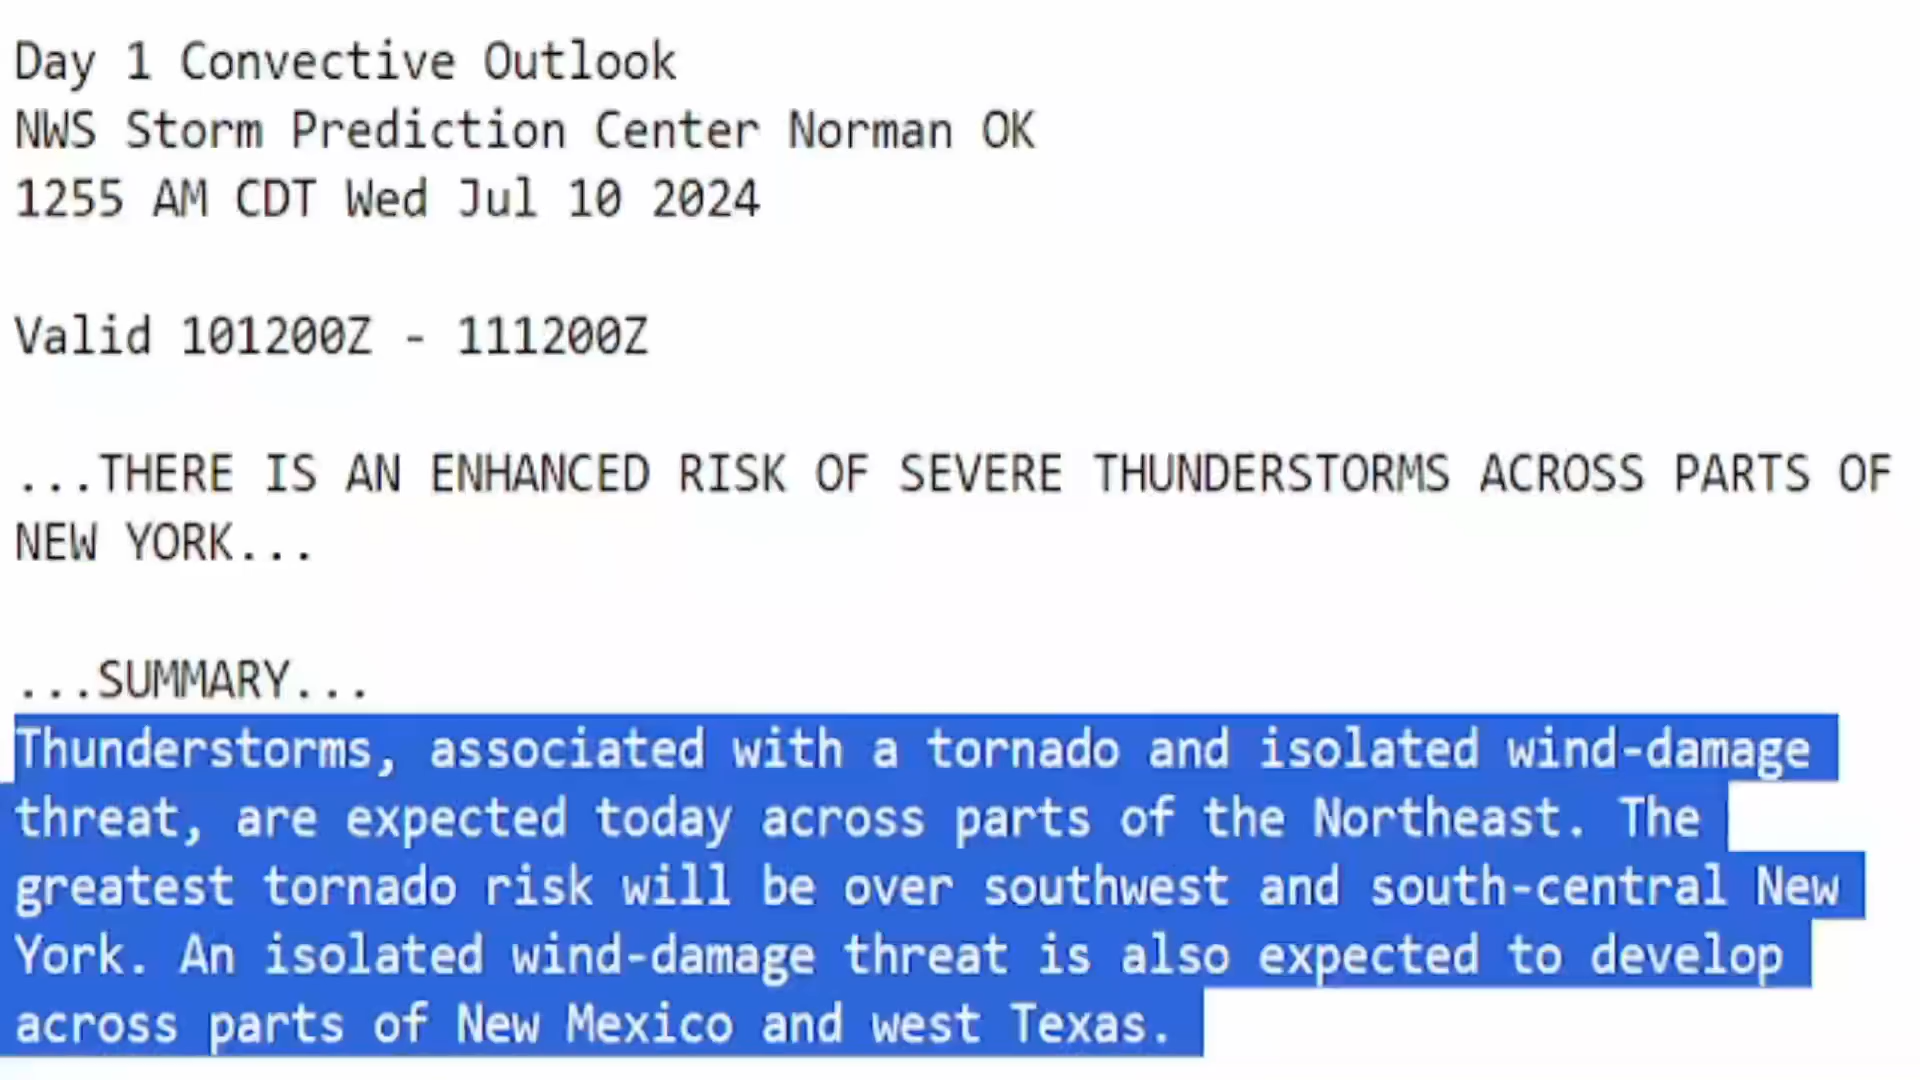 Day 1 Convective Outlook
NWS Storm Prediction Center Norman OK
1255 AM CDT Wed Jul 10 2024
Valid 101200Z - 111200Z
...THERE IS AN ENHANCED RISK OF SEVERE THUNDERSTORMS ACROSS PARTS OF
NEW YORK...
...SUMMARY...
Thunderstorms, associated with a tornado and isolated wind-damage
threat, are expected today across parts of the Northeast. The
greatest tornado risk will be over southwest and south-central New
York. An isolated wind-damage threat is also expected to develop
across parts of New Mexico and west Texas.